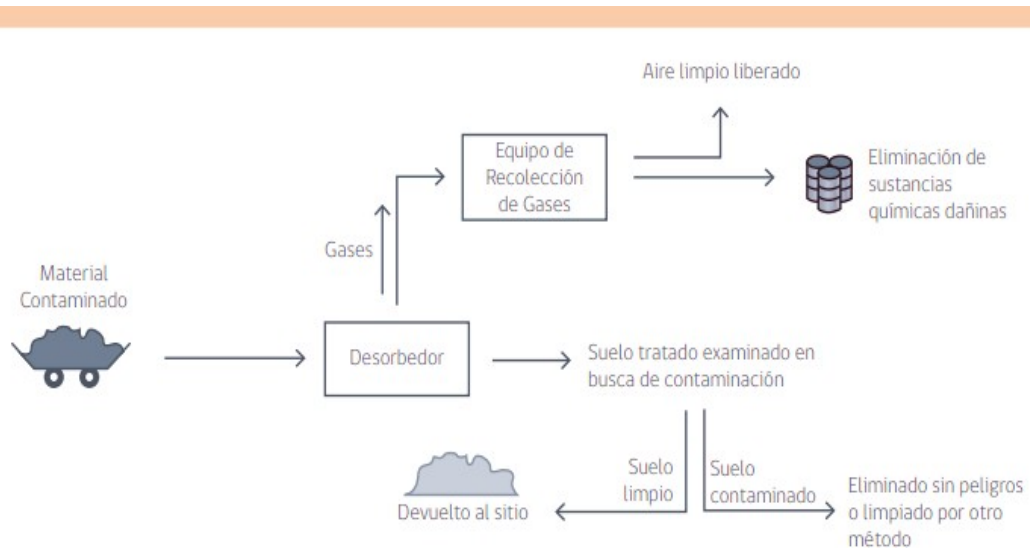 Aire limpio liberado
Equipo de
Recolección
de Gases
Eliminación de
sustancias
químicas dañinas
Gases
Material
Contaminado
Desorbedor
Suelo tratado examinado en
busca de contaminación
Suelo
limpio
Suelo
contaminado
Devuelto al sitio
Eliminado sin peligros
o limpiado por otro
método